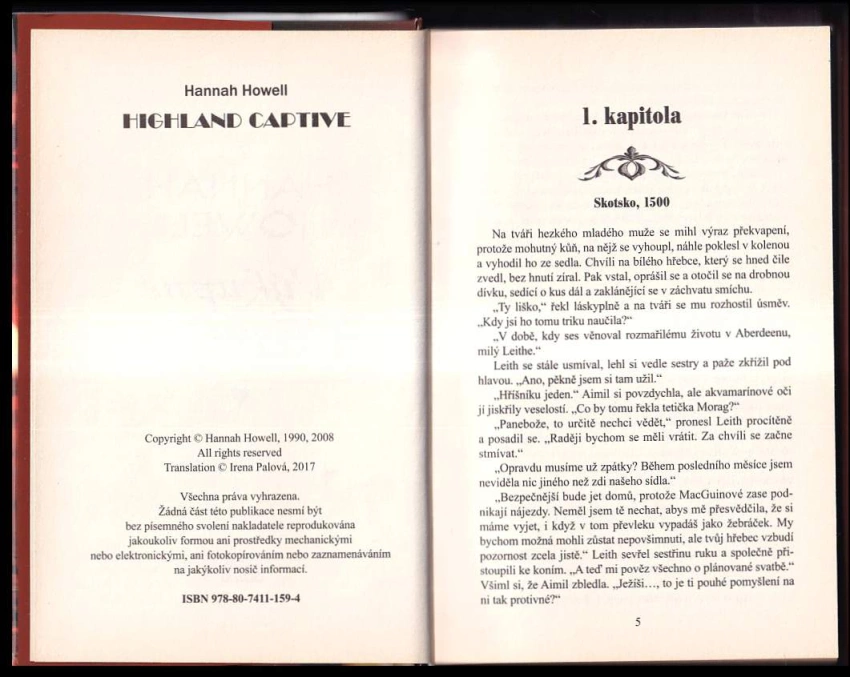 Hannah Howell
HIGHLAND CAPTIVE
Copyright © Hannah Howell, 1990, 2008
All rights reserved
Translation © Irena Palová, 2017
Všechna práva vyhrazena.
Žádná část této publikace nesmí být
bez písemného svolení nakladatele reprodukována
jakoukoliv formou ani prostředky mechanickými
nebo elektronickými, ani fotokopírováním nebo zaznamenáváním
na jakýkoliv nosič informací.
ISBN 978-80-7411-159-4
1. kapitola
Skotsko, 1500
Na tváři hezkého mladého muže se mihl výraz překvapení,
protože mohutný kůň, na nějž se vyhoupl, náhle poklesl v kolenou
a vyhodil ho ze sedla. Chvíli na bílého hřebce, který se hned čile
zvedl, bez hnutí zíral. Pak vstal, oprášil se a otočil se na drobnou
dívku, sedící o kus dál a zaklánějící se v záchvatu smíchu.
„Ty liško,“ řekl láskyplně a na tváři se mu rozhostil úsměv.
„Kdy jsi ho tomu triku naučila?“
„V době, kdy ses věnoval rozmařilému životu v Aberdeenu,
milý Leithe.“
Leith se stále usmíval, lehl si vedle sestry a paže zkřížil pod
hlavou. „Ano, pěkně jsem si tam užil.“
„Hříšníku jeden.“ Aimil si povzdychla, ale akvamarínové oči
jí jiskřily veselostí. „Co by tomu řekla tetička Morag?“
„Panebože, to určitě nechci vědět,“ pronesl Leith procítěně
a posadil se. „Raději bychom se měli vrátit. Za chvíli se začne
stmívat.“
„Opravdu musíme už zpátky? Během posledního měsíce jsem
neviděla nic jiného než zdi našeho sídla.“
„Bezpečnější bude jet domů, protože MacGuinové zase pod-
nikají nájezdy. Neměl jsem tě nechat, abys mě přesvědčila, že si
máme vyjet, i když v tom převleku vypadáš jako žebráček. My
bychom možná mohli zůstat nepovšimnuti, ale tvůj hřebec vzbudí
pozornost zcela jistě.“ Leith sevřel sestřinu ruku a společně při-
stoupili ke koním. „A teď mi pověz všechno o plánované svatbě.“
Všiml si, že Aimil zbledla. „Ježíši..., to je ti pouhé pomyšlení na
ni tak protivné?“
5